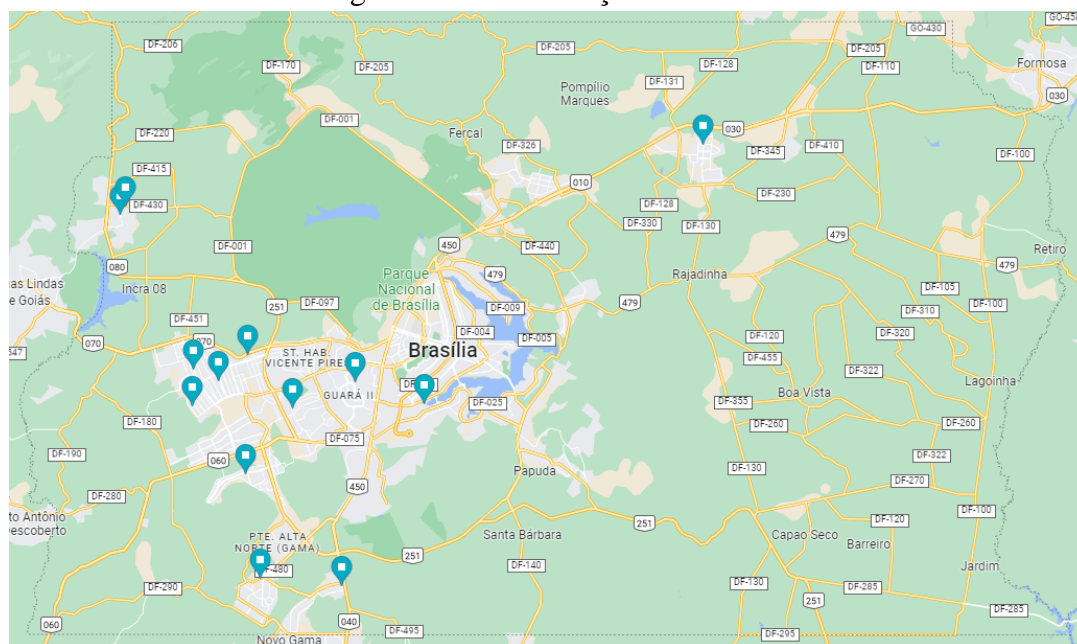 DF-206
DF-170
DF-205
DF-205
DF-128
DF-205
GO-430
DF-131
DF-110
Formosa
Pompílio
Marques
030
DF-001
DF-220
Fercal
030
DF-326
DF-345
DF-410
DF-100
DF-415
010
DF-230
DF-430
DF-128
DF-330
DF-130
479
DF-001
450
DF-440
Retiro
080
Parque
Nacional
de Brasília
479
Rajadinha
479
Incra 08
DF-097
251
DF-009
479
DF-105
DF-100
DF-310
DF-451
DF-004
DF-005
DF-120
DF-320
070
070
ST. HAB.
Brasília
DF-455
DF-322
Lagoinha
GUARÁ II
DF-025
Boa Vista
DF-355
DF-180
DF-075
DF-260
DF-260
DF-190
060
DF-322
DF-130
Papuda
450
DF-270
DF-280
DF-100
DF-120
251
PTE. ALTA
NORTE (GAMA)
Santa Bárbara
Capao Seco
Barreiro
251
DF-480
DF-140
Jardim
DF-290
DF-130
DF-285
DF-285
251
060
040
DF-495
DF-295
Novo Gama